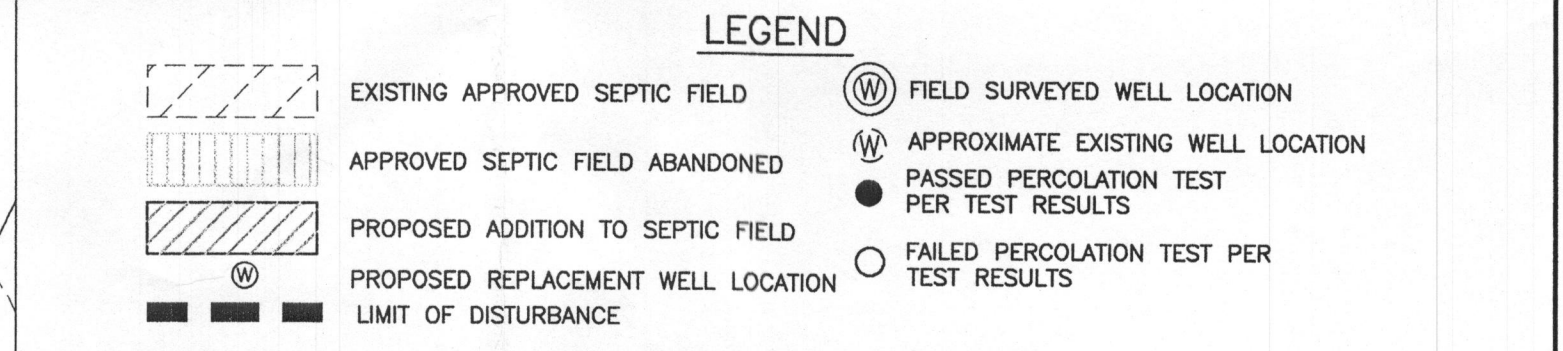 LEGEND
EXISTING APPROVED SEPTIC FIELD
APPROVED SEPTIC FIELD ABANDONED
PROPOSED ADDITION TO SEPTIC FIELD
W
PROPOSED REPLACEMENT WELL LOCATION
LIMIT OF DISTURBANCE
W
FIELD SURVEYED WELL LOCATION
W
APPROXIMATE EXISTING WELL LOCATION
PASSED PERCOLATION TEST
PER TEST RESULTS
FAILED PERCOLATION TEST PER
TEST RESULTS